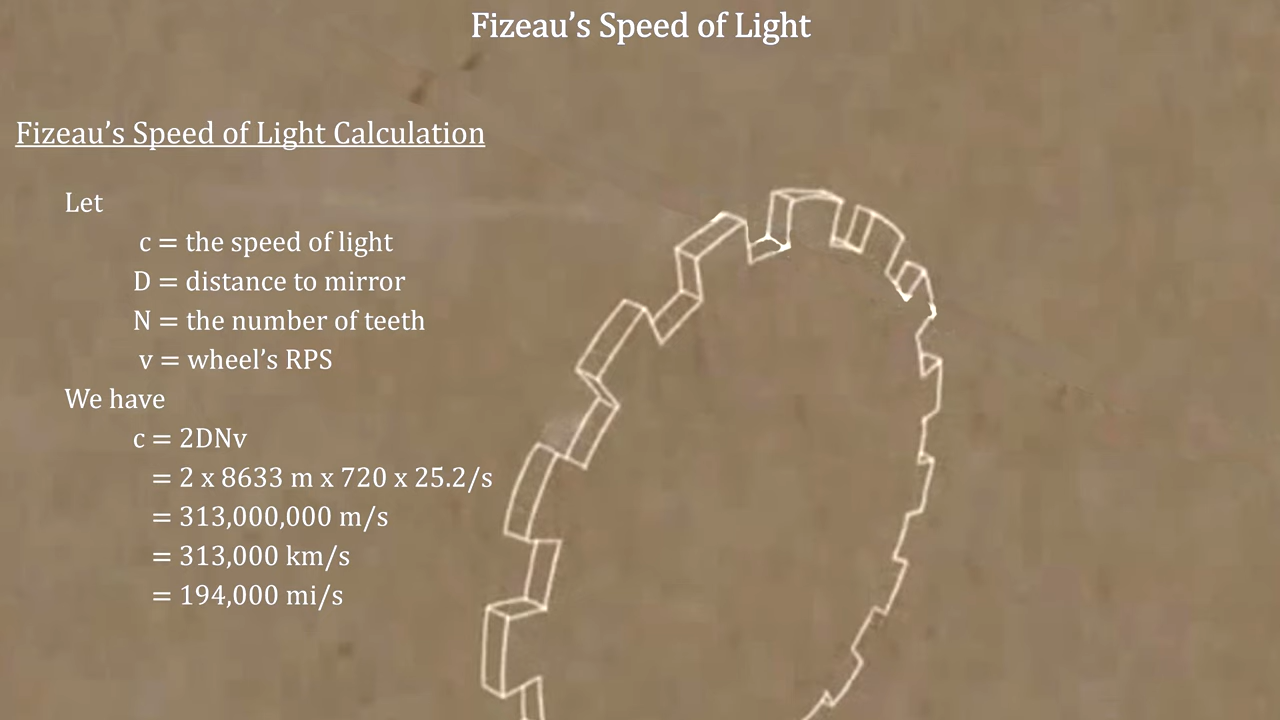 Fizeau’s Speed of Light
Fizeau’s Speed of Light Calculation
Let
c = the speed of light
D = distance to mirror
N = the number of teeth
v = wheel’s RPS
We have
c = 2DNv
= 2 x 8633 m x 720 x 25.2/s
= 313,000,000 m/s
= 313,000 km/s
= 194,000 mi/s